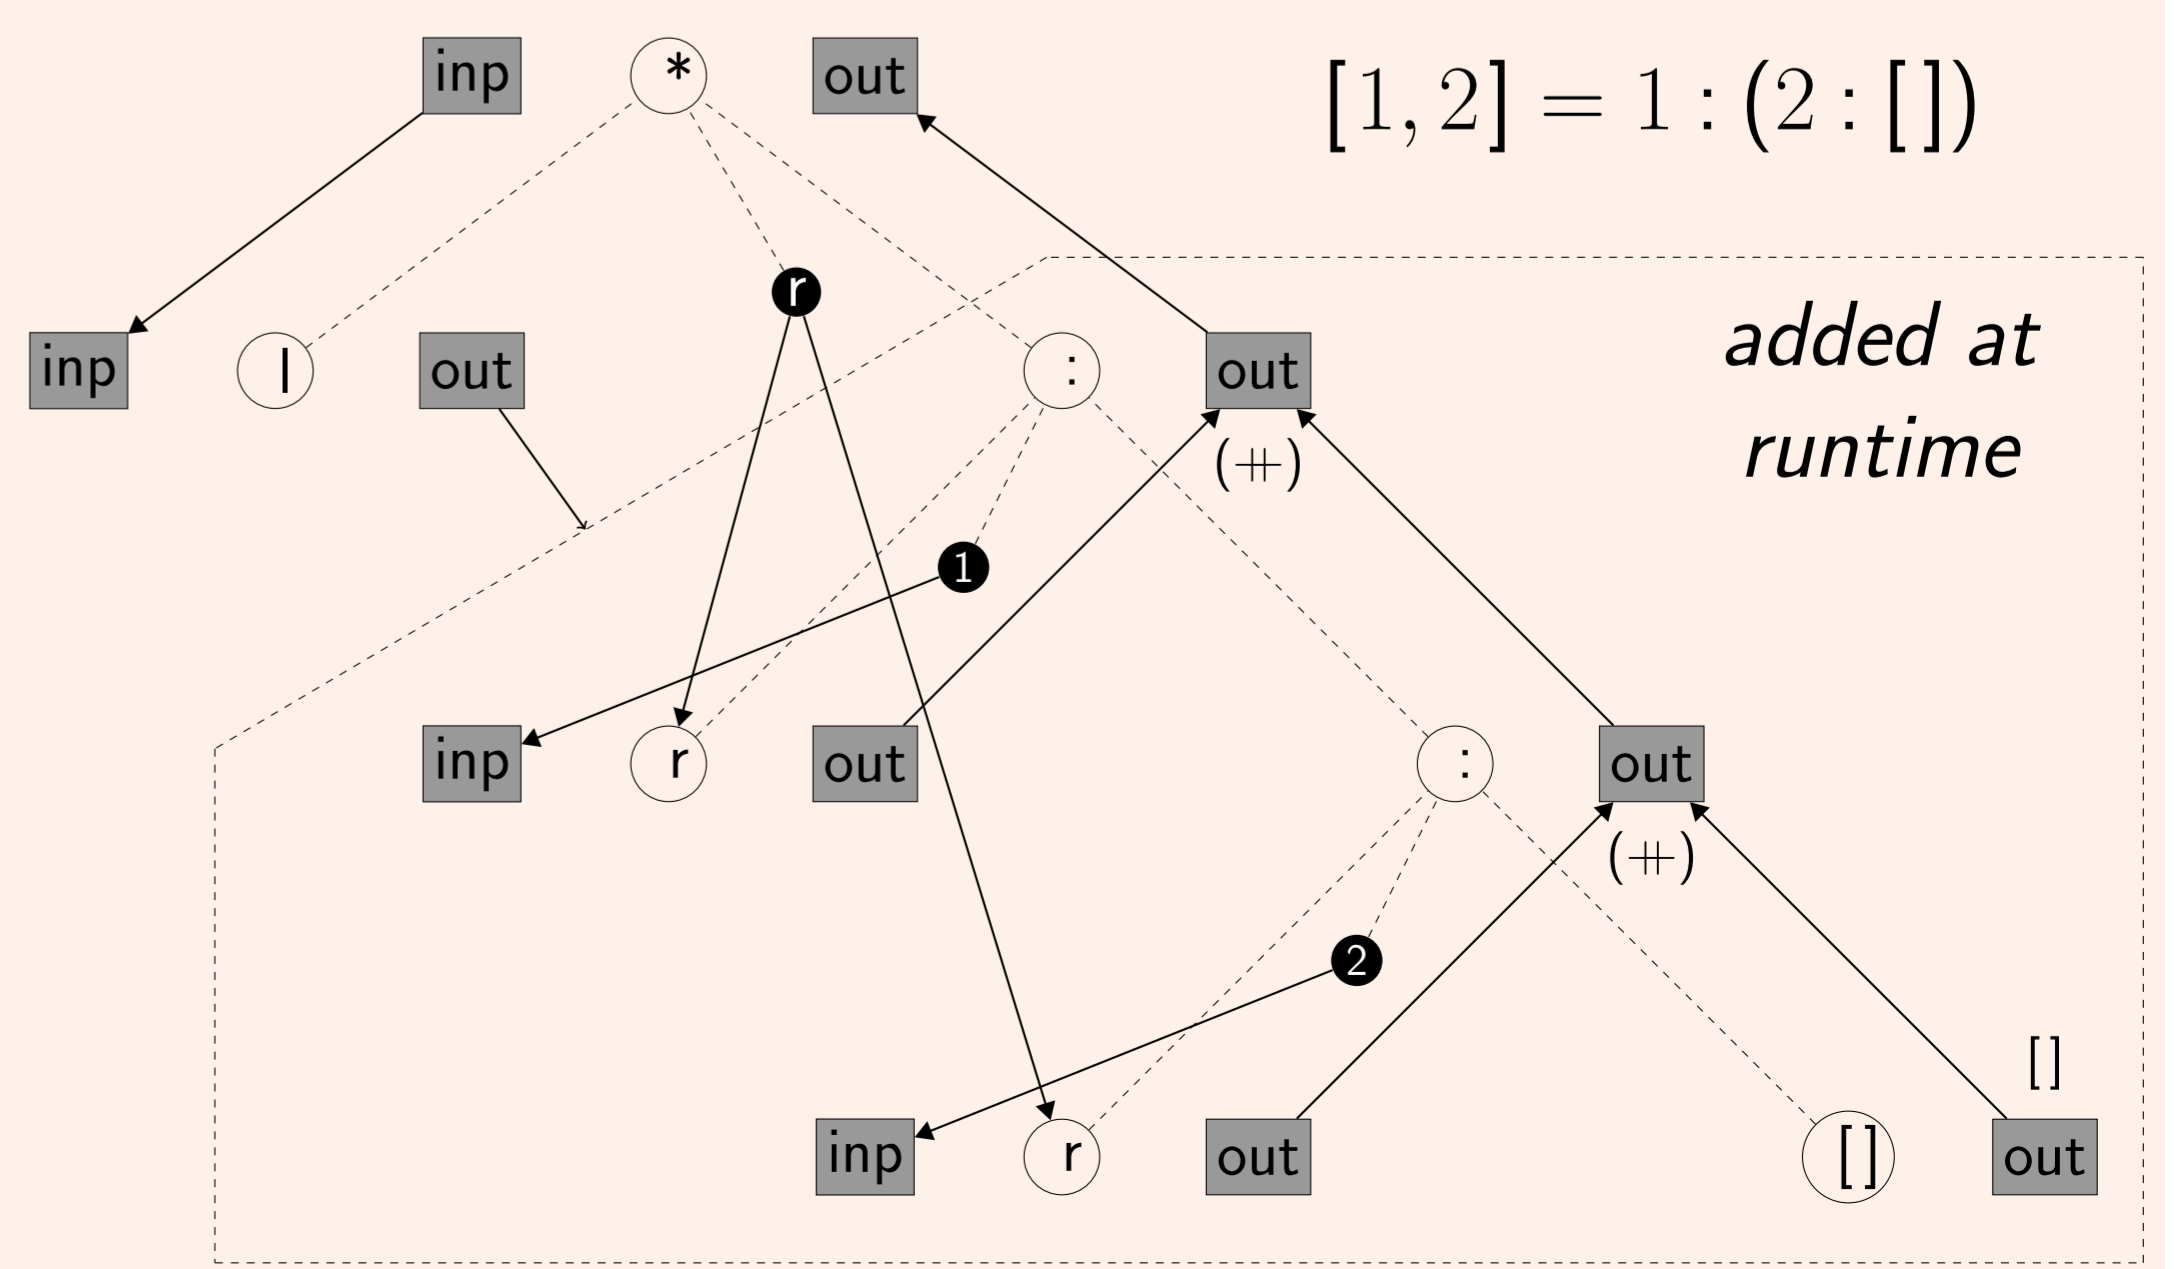 inp * out [1, 2] = 1 : (2 : [])
r
inp | out : out added at
(++) runtime
1
inp r out : out
(++)
2
[]
inp r out [] out